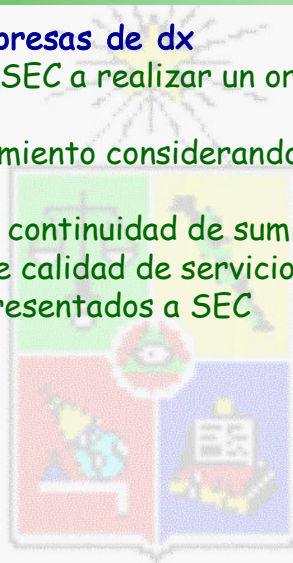 presas de dx
SEC a realizar un or
miento considerando
continuidad de sum
e calidad de servicio
resentados a SEC